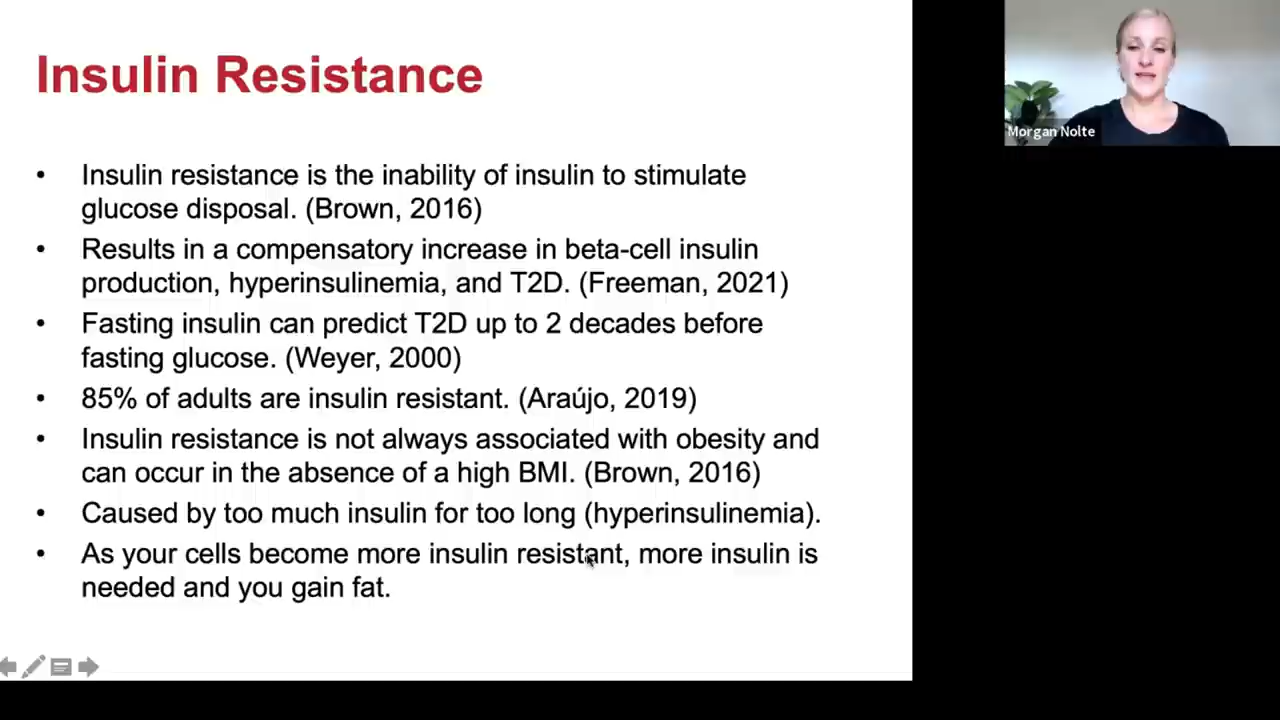 Insulin Resistance
• Insulin resistance is the inability of insulin to stimulate
glucose disposal. (Brown, 2016)
• Results in a compensatory increase in beta-cell insulin
production, hyperinsulinemia, and T2D. (Freeman, 2021)
• Fasting insulin can predict T2D up to 2 decades before
fasting glucose. (Weyer, 2000)
• 85% of adults are insulin resistant. (Araújo, 2019)
• Insulin resistance is not always associated with obesity and
can occur in the absence of a high BMI. (Brown, 2016)
• Caused by too much insulin for too long (hyperinsulinemia).
• As your cells become more insulin resistant, more insulin is
needed and you gain fat.
Morgan Nolte